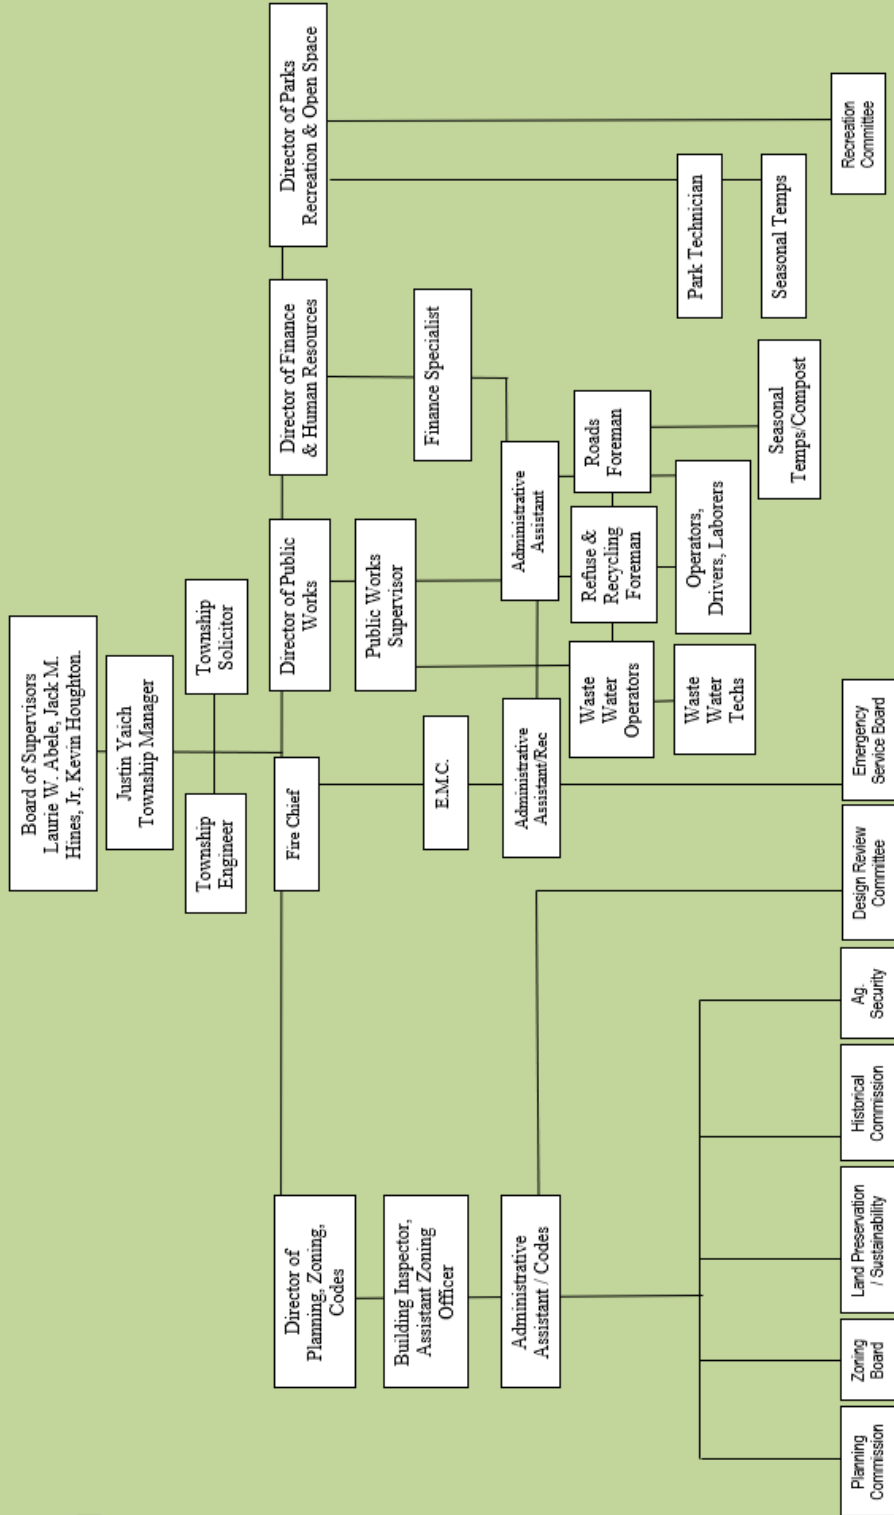 Board of Supervisors
Laurie W. Abele, Jack M.
Hines, Jr, Kevin Houghton.
Justin Yaich
Township Manager
Township
Engineer
Township
Solicitor
Director of
Planning, Zoning,
Codes
Fire Chief
Director of Public
Works
Director of Finance
& Human Resources
Director of Parks
Recreation & Open Space
Building Inspector,
Assistant Zoning
Officer
E.M.C.
Public Works
Supervisor
Finance Specialist
Administrative
Assistant / Codes
Administrative
Assistant/Rec
Administrative
Assistant
Waste
Water
Operators
Refuse &
Recycling
Foreman
Roads
Foreman
Waste
Water
Techs
Operators,
Drivers, Laborers
Park Technician
Seasonal
Temps/Compost
Seasonal Temps
Planning
Commission
Zoning
Board
Land Preservation
/ Sustainability
Historical
Commission
Ag.
Security
Design Review
Committee
Emergency
Service Board
Recreation
Committee